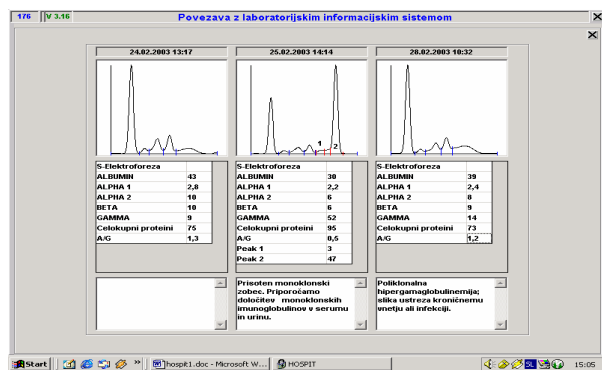 176 V 3.16 Povezava z laboratorijskim informacijskim sistemom
24.02.2003 13:17
S-Elektroforeza
ALBUMIN 43
ALPHA 1 2,8
ALPHA 2 10
BETA 10
GAMMA 9
Celokupni proteini 75
A/G 1,3
25.02.2003 14:14
1 2
S-Elektroforeza
ALBUMIN 30
ALPHA 1 2,2
ALPHA 2 6
BETA 6
GAMMA 52
Celokupni proteini 95
A/G 0,5
Peak 1 3
Peak 2 47
Prisoten monoklonski
zobec. Priporočamo
določitev monoklonskih
imunoglobulinov v serumu
in urinu.
28.02.2003 10:32
S-Elektroforeza
ALBUMIN 39
ALPHA 1 2,4
ALPHA 2 8
BETA 9
GAMMA 14
Celokupni proteini 73
A/G 1,2
Poliklonalna
hipergamaglobulinemija;
slika ustreza kroničnemu
vnetju ali infekciji.
Start » hospit1.doc - Microsoft W... HOSPIT SL 15:05